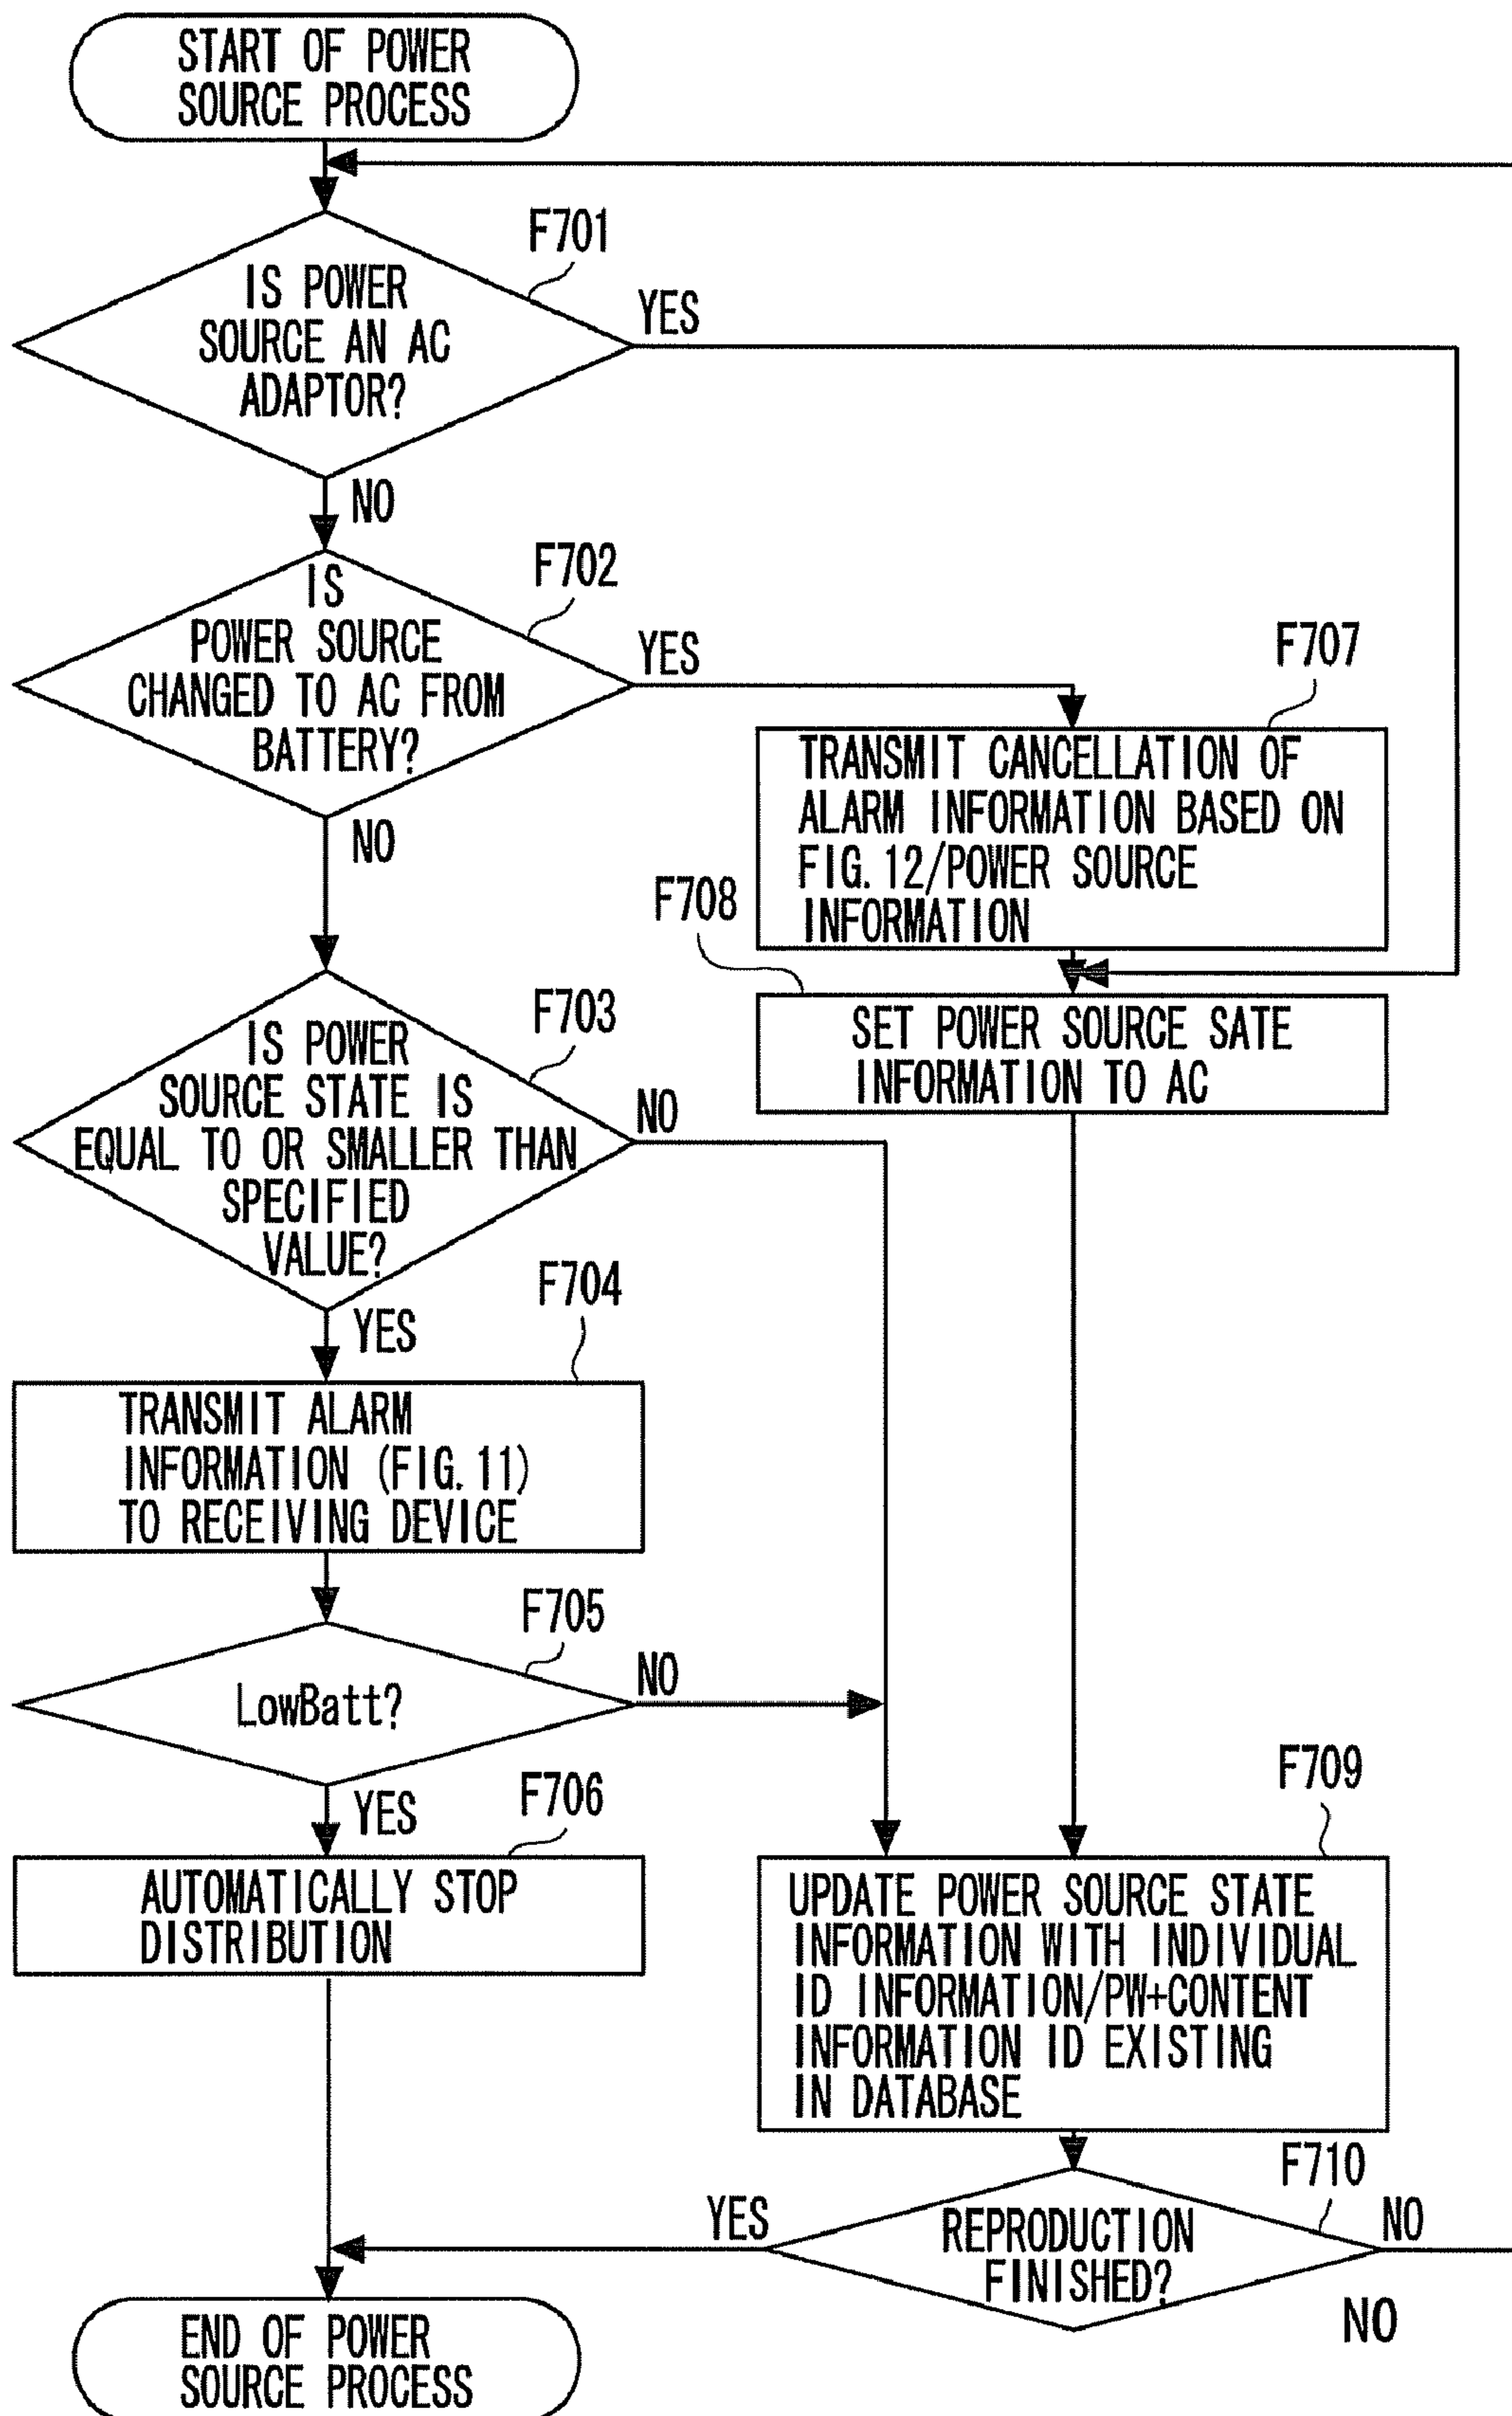 START OF POWER
SOURCE PROCESS
F701
IS POWER
SOURCE AN AC
ADAPTOR?
YES
NO
F702
IS
POWER SOURCE
CHANGED TO AC FROM
BATTERY?
YES
NO
F707
TRANSMIT CANCELLATION OF
ALARM INFORMATION BASED ON
FIG.12/POWER SOURCE
INFORMATION
F708
SET POWER SOURCE SATE
INFORMATION TO AC
F703
IS POWER
SOURCE STATE IS
EQUAL TO OR SMALLER THAN
SPECIFIED
VALUE?
NO
YES
F704
TRANSMIT ALARM
INFORMATION (FIG.11)
TO RECEIVING DEVICE
F705
LowBatt?
NO
YES
F706
AUTOMATICALLY STOP
DISTRIBUTION
F709
UPDATE POWER SOURCE STATE
INFORMATION WITH INDIVIDUAL
ID INFORMATION/PW+CONTENT
INFORMATION ID EXISTING
IN DATABASE
F710
REPRODUCTION
FINISHED?
YES
NO
NO
END OF POWER
SOURCE PROCESS